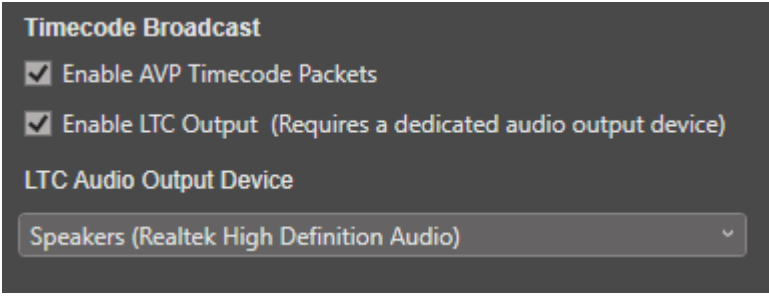 Timecode Broadcast
Enable AVP Timecode Packets
Enable LTC Output (Requires a dedicated audio output device)
LTC Audio Output Device
Speakers (Realtek High Definition Audio)